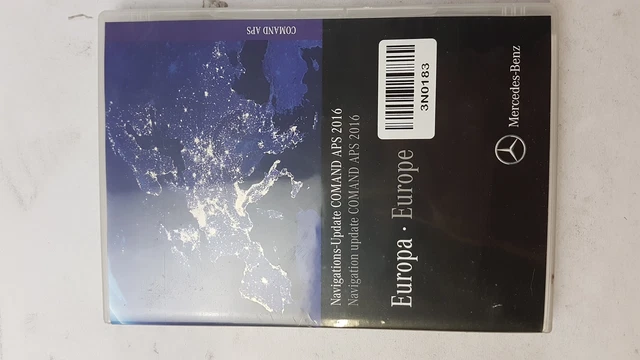 COMAND APS
Navigations-Update COMAND APS 2016
Navigation update COMAND APS 2016
Europa · Europe
3N0183
Mercedes-Benz